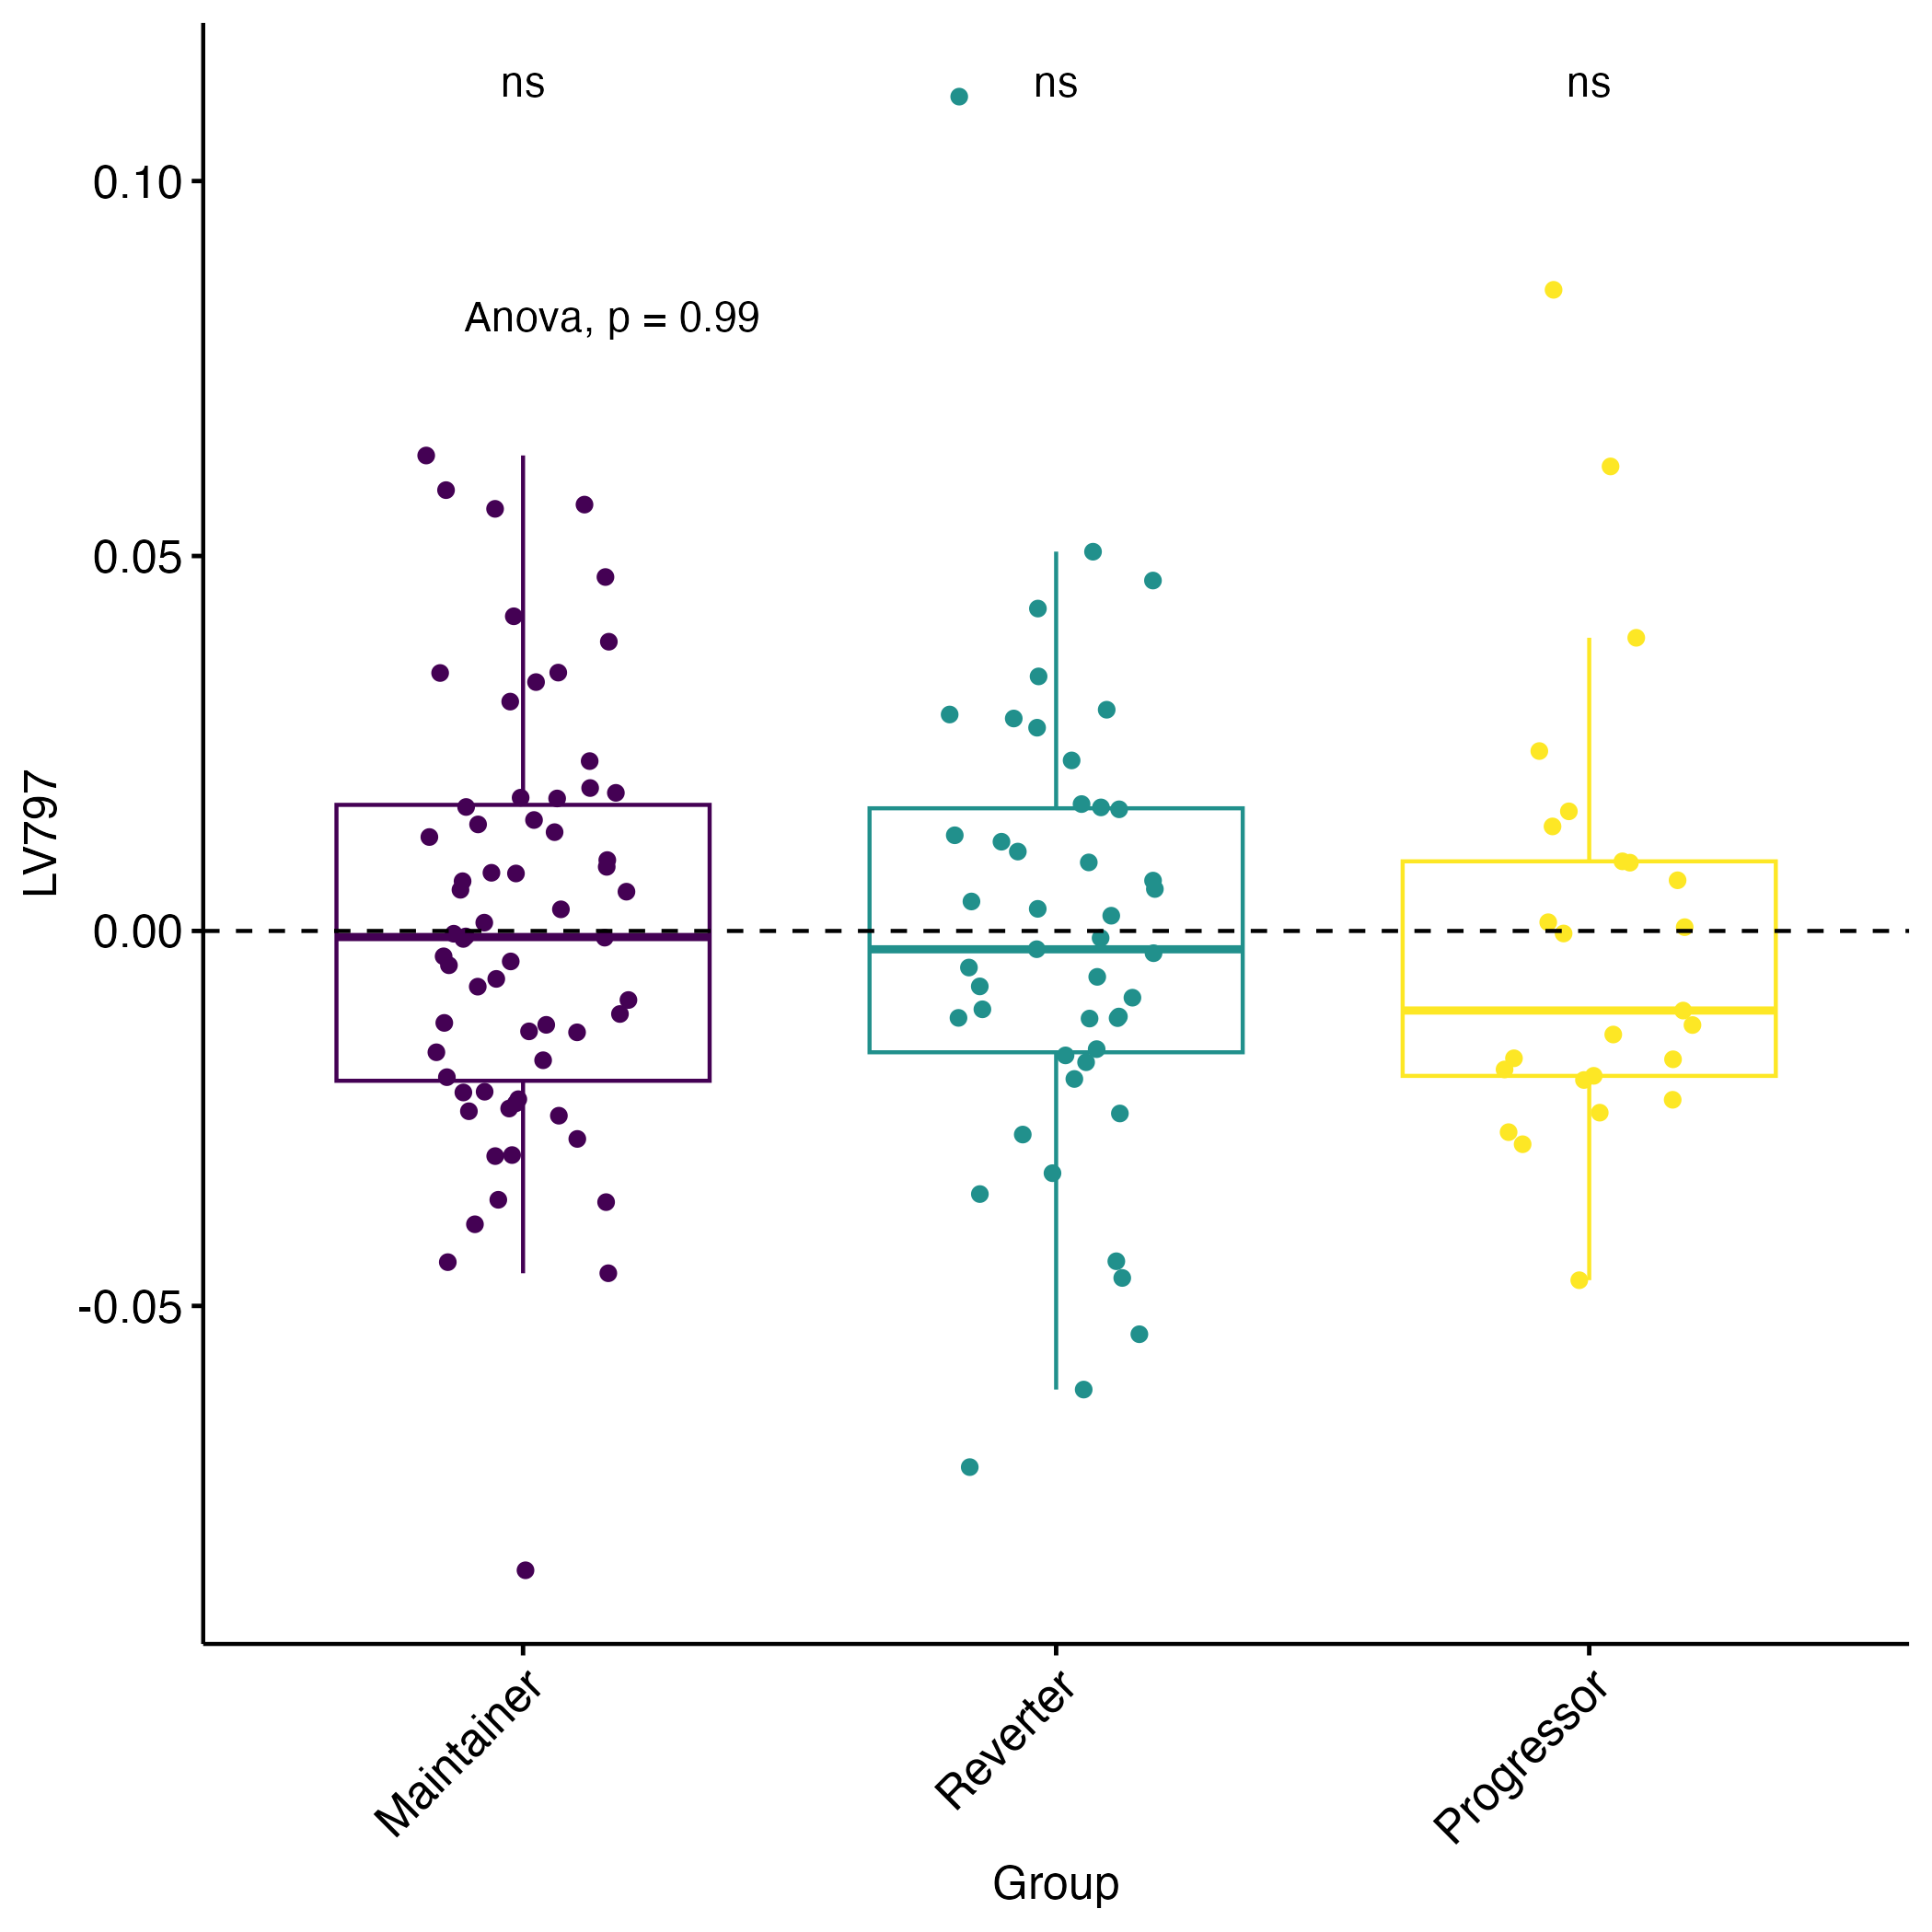 ns
ns
ns
Anova, p = 0.99
0.10
0.05
0.00
-0.05
LV797
Maintainer
Reverter
Progressor
Group